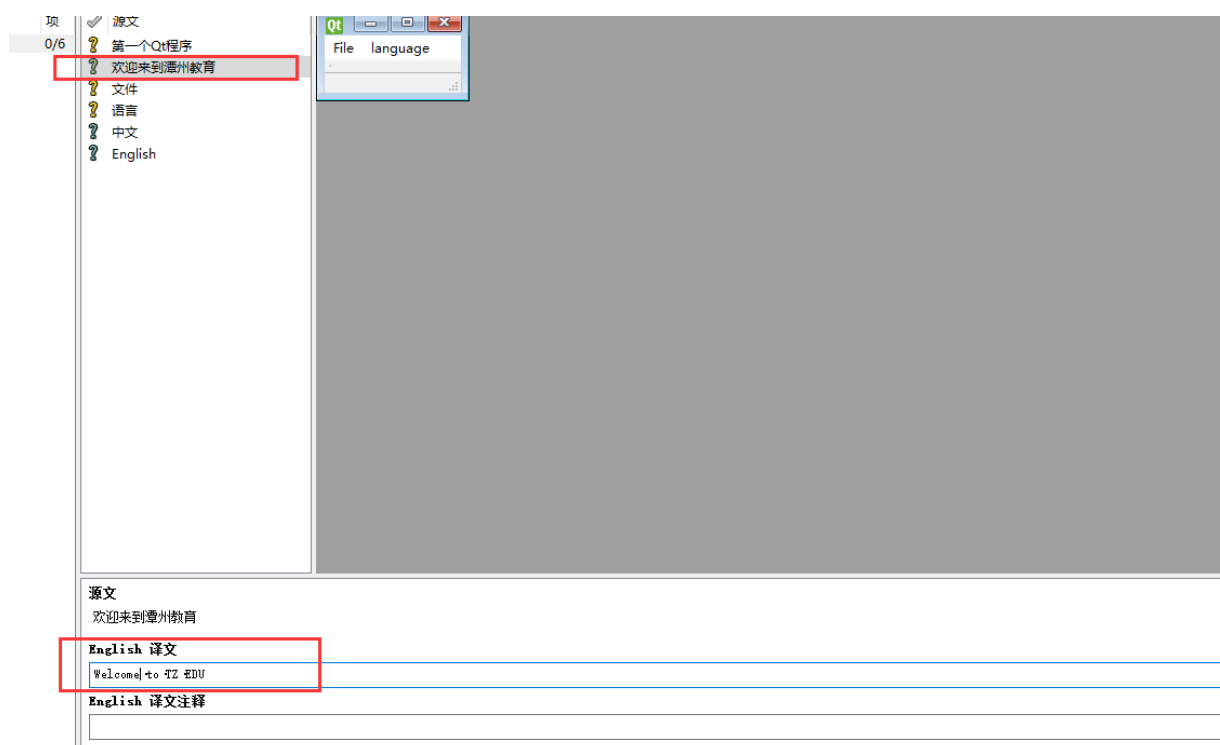 项 源文
0/6 第一个Qt程序
欢迎来到潭州教育
文件
语言
中文
English
Qt
File language
源文
欢迎来到潭州教育
English 译文
Welcome to TZ EDU
English 译文注释